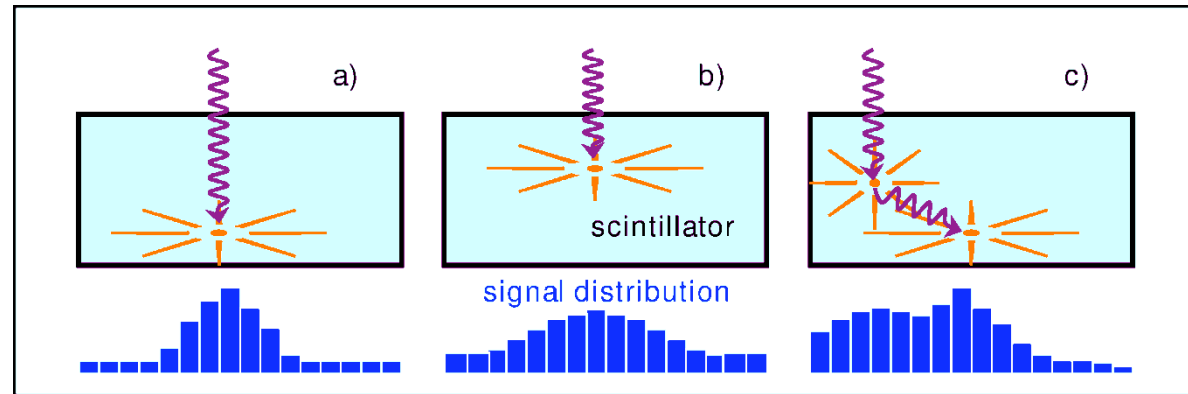 a)
b)
c)
scintillator
signal distribution